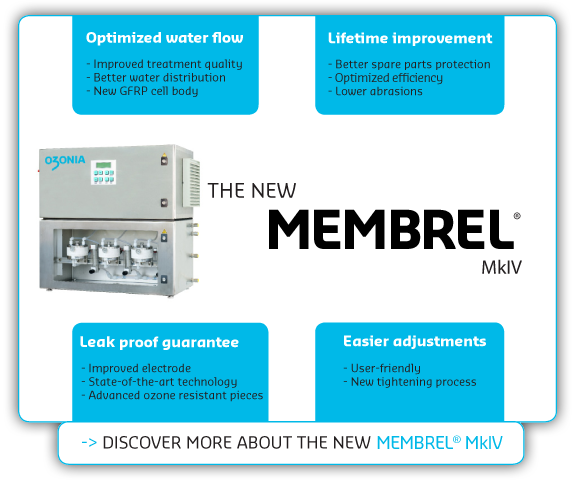 Optimized water flow
- Improved treatment quality
- Better water distribution
- New GFRP cell body
Lifetime improvement
- Better spare parts protection
- Optimized efficiency
- Lower abrasions
OZONIA
THE NEW
MEMBREL®
MkIV
Leak proof guarantee
- Improved electrode
- State-of-the-art technology
- Advanced ozone resistant pieces
Easier adjustments
- User-friendly
- New tightening process
-> DISCOVER MORE ABOUT THE NEW MEMBREL® MkIV